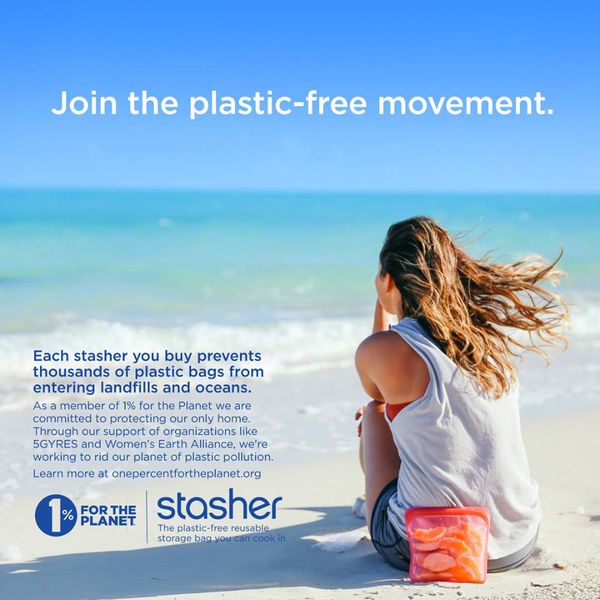 Join the plastic-free movement.
Each stasher you buy prevents
thousands of plastic bags from
entering landfills and oceans.
As a member of 1% for the Planet we are
committed to protecting our only home.
Through our support of organizations like
5GYRES and Women's Earth Alliance, we're
working to rid our planet of plastic pollution.
Learn more at onepercentfortheplanet.org
1% FOR THE
PLANET
stasher
The plastic-free reusable
storage bag you can cook in.